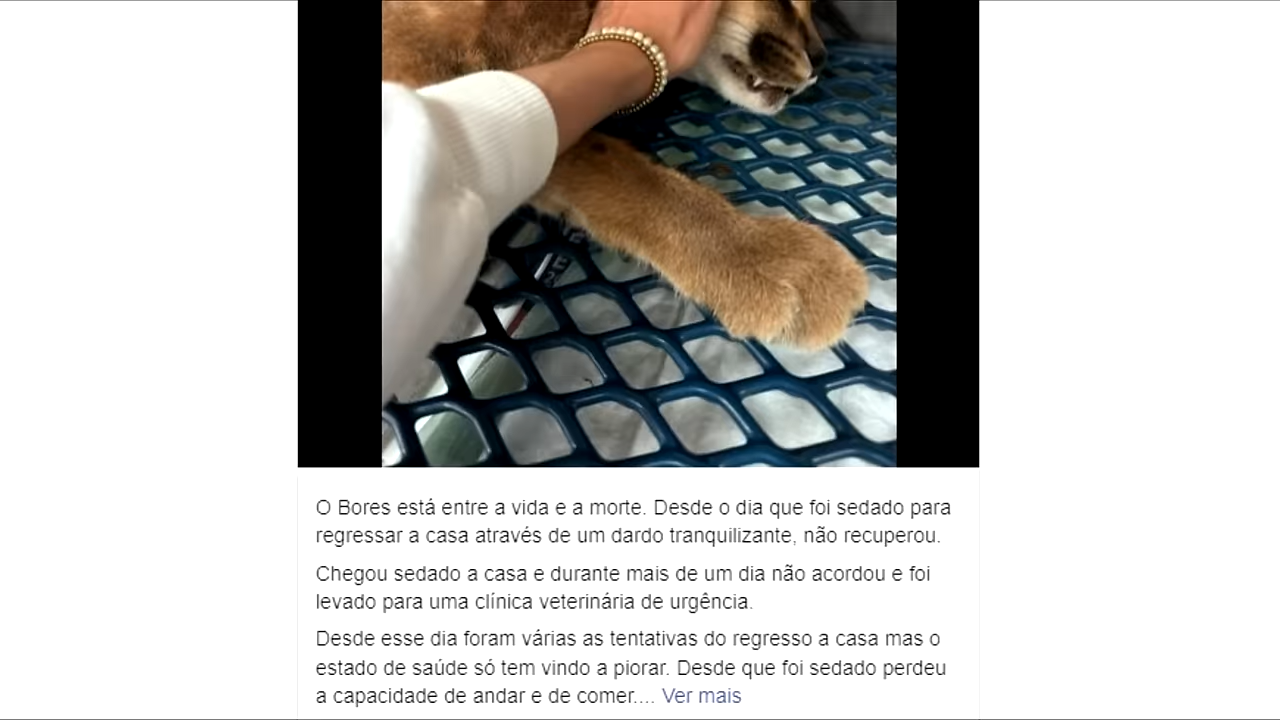 O Bores está entre a vida e a morte. Desde o dia que foi sedado para
regressar a casa através de um dardo tranquilizante, não recuperou.
Chegou sedado a casa e durante mais de um dia não acordou e foi
levado para uma clínica veterinária de urgência.
Desde esse dia foram várias as tentativas do regresso a casa mas o
estado de saúde só tem vindo a piorar. Desde que foi sedado perdeu
a capacidade de andar e de comer.... Ver mais